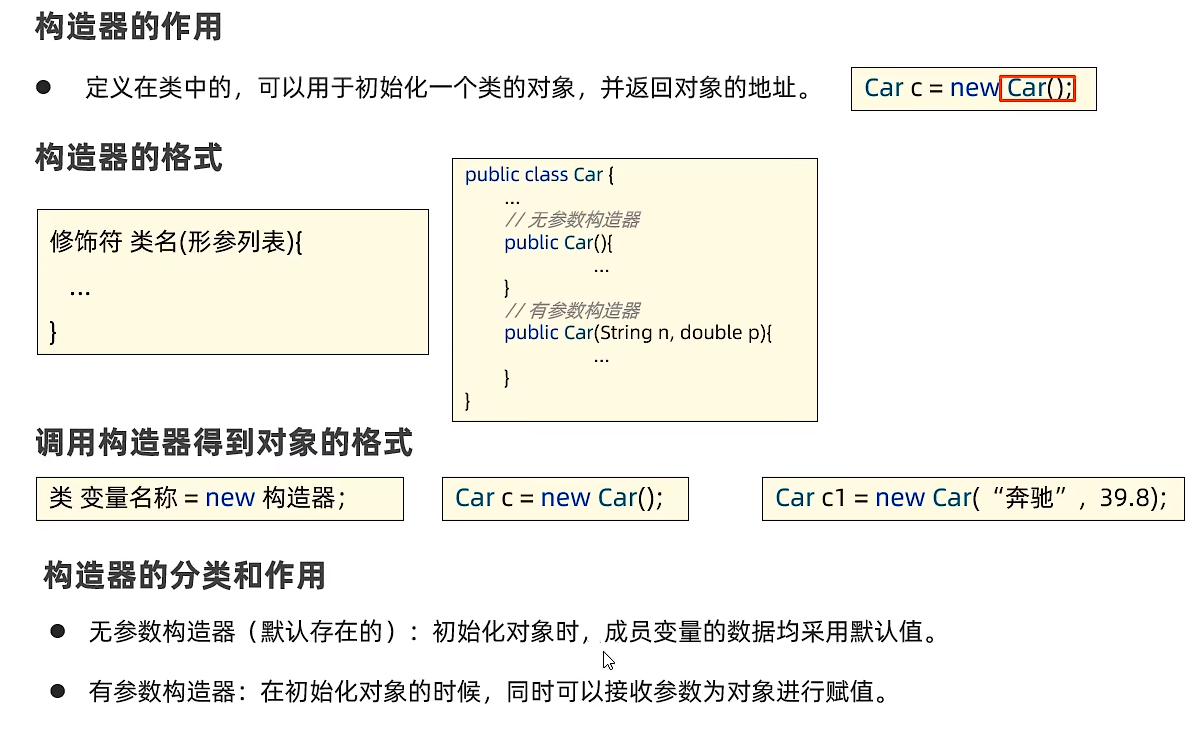 构造器的作用
● 定义在类中的，可以用于初始化一个类的对象，并返回对象的地址。
Car c = new Car();
构造器的格式
修饰符 类名(形参列表){
...
}
public class Car {
...
// 无参数构造器
public Car(){
...
}
// 有参数构造器
public Car(String n, double p){
...
}
}
调用构造器得到对象的格式
类 变量名称 = new 构造器;
Car c = new Car();
Car c1 = new Car(“奔驰”，39.8);
构造器的分类和作用
● 无参数构造器（默认存在的）：初始化对象时，成员变量的数据均采用默认值。
● 有参数构造器：在初始化对象的时候，同时可以接收参数为对象进行赋值。